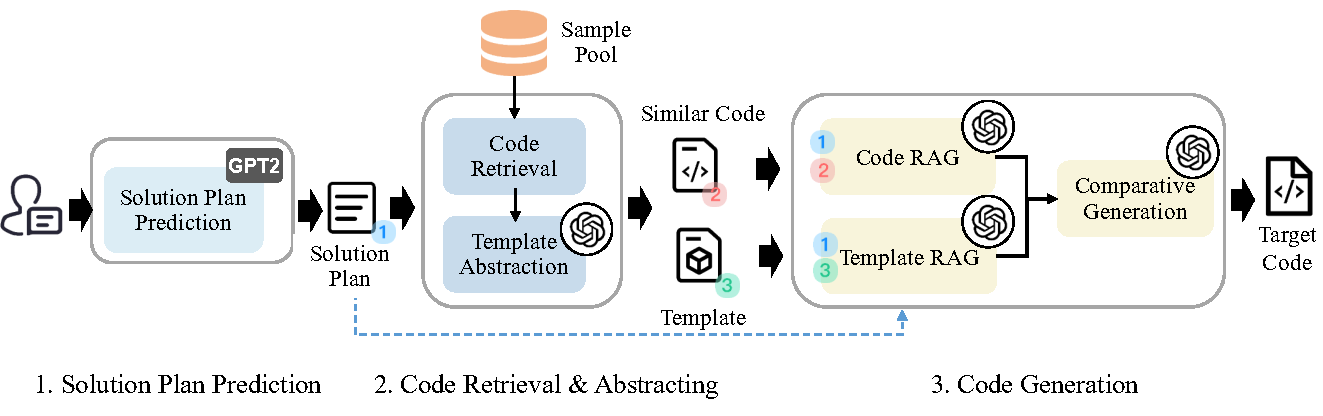 Sample
Pool
GPT2
Solution Plan
Prediction
1
Solution
Plan
Code
Retrieval
Template
Abstraction
Similar Code
</>
2
3
Template
1
2
Code RAG
1
3
Template RAG
Comparative
Generation
</>
Target
Code
1. Solution Plan Prediction
2. Code Retrieval & Abstracting
3. Code Generation